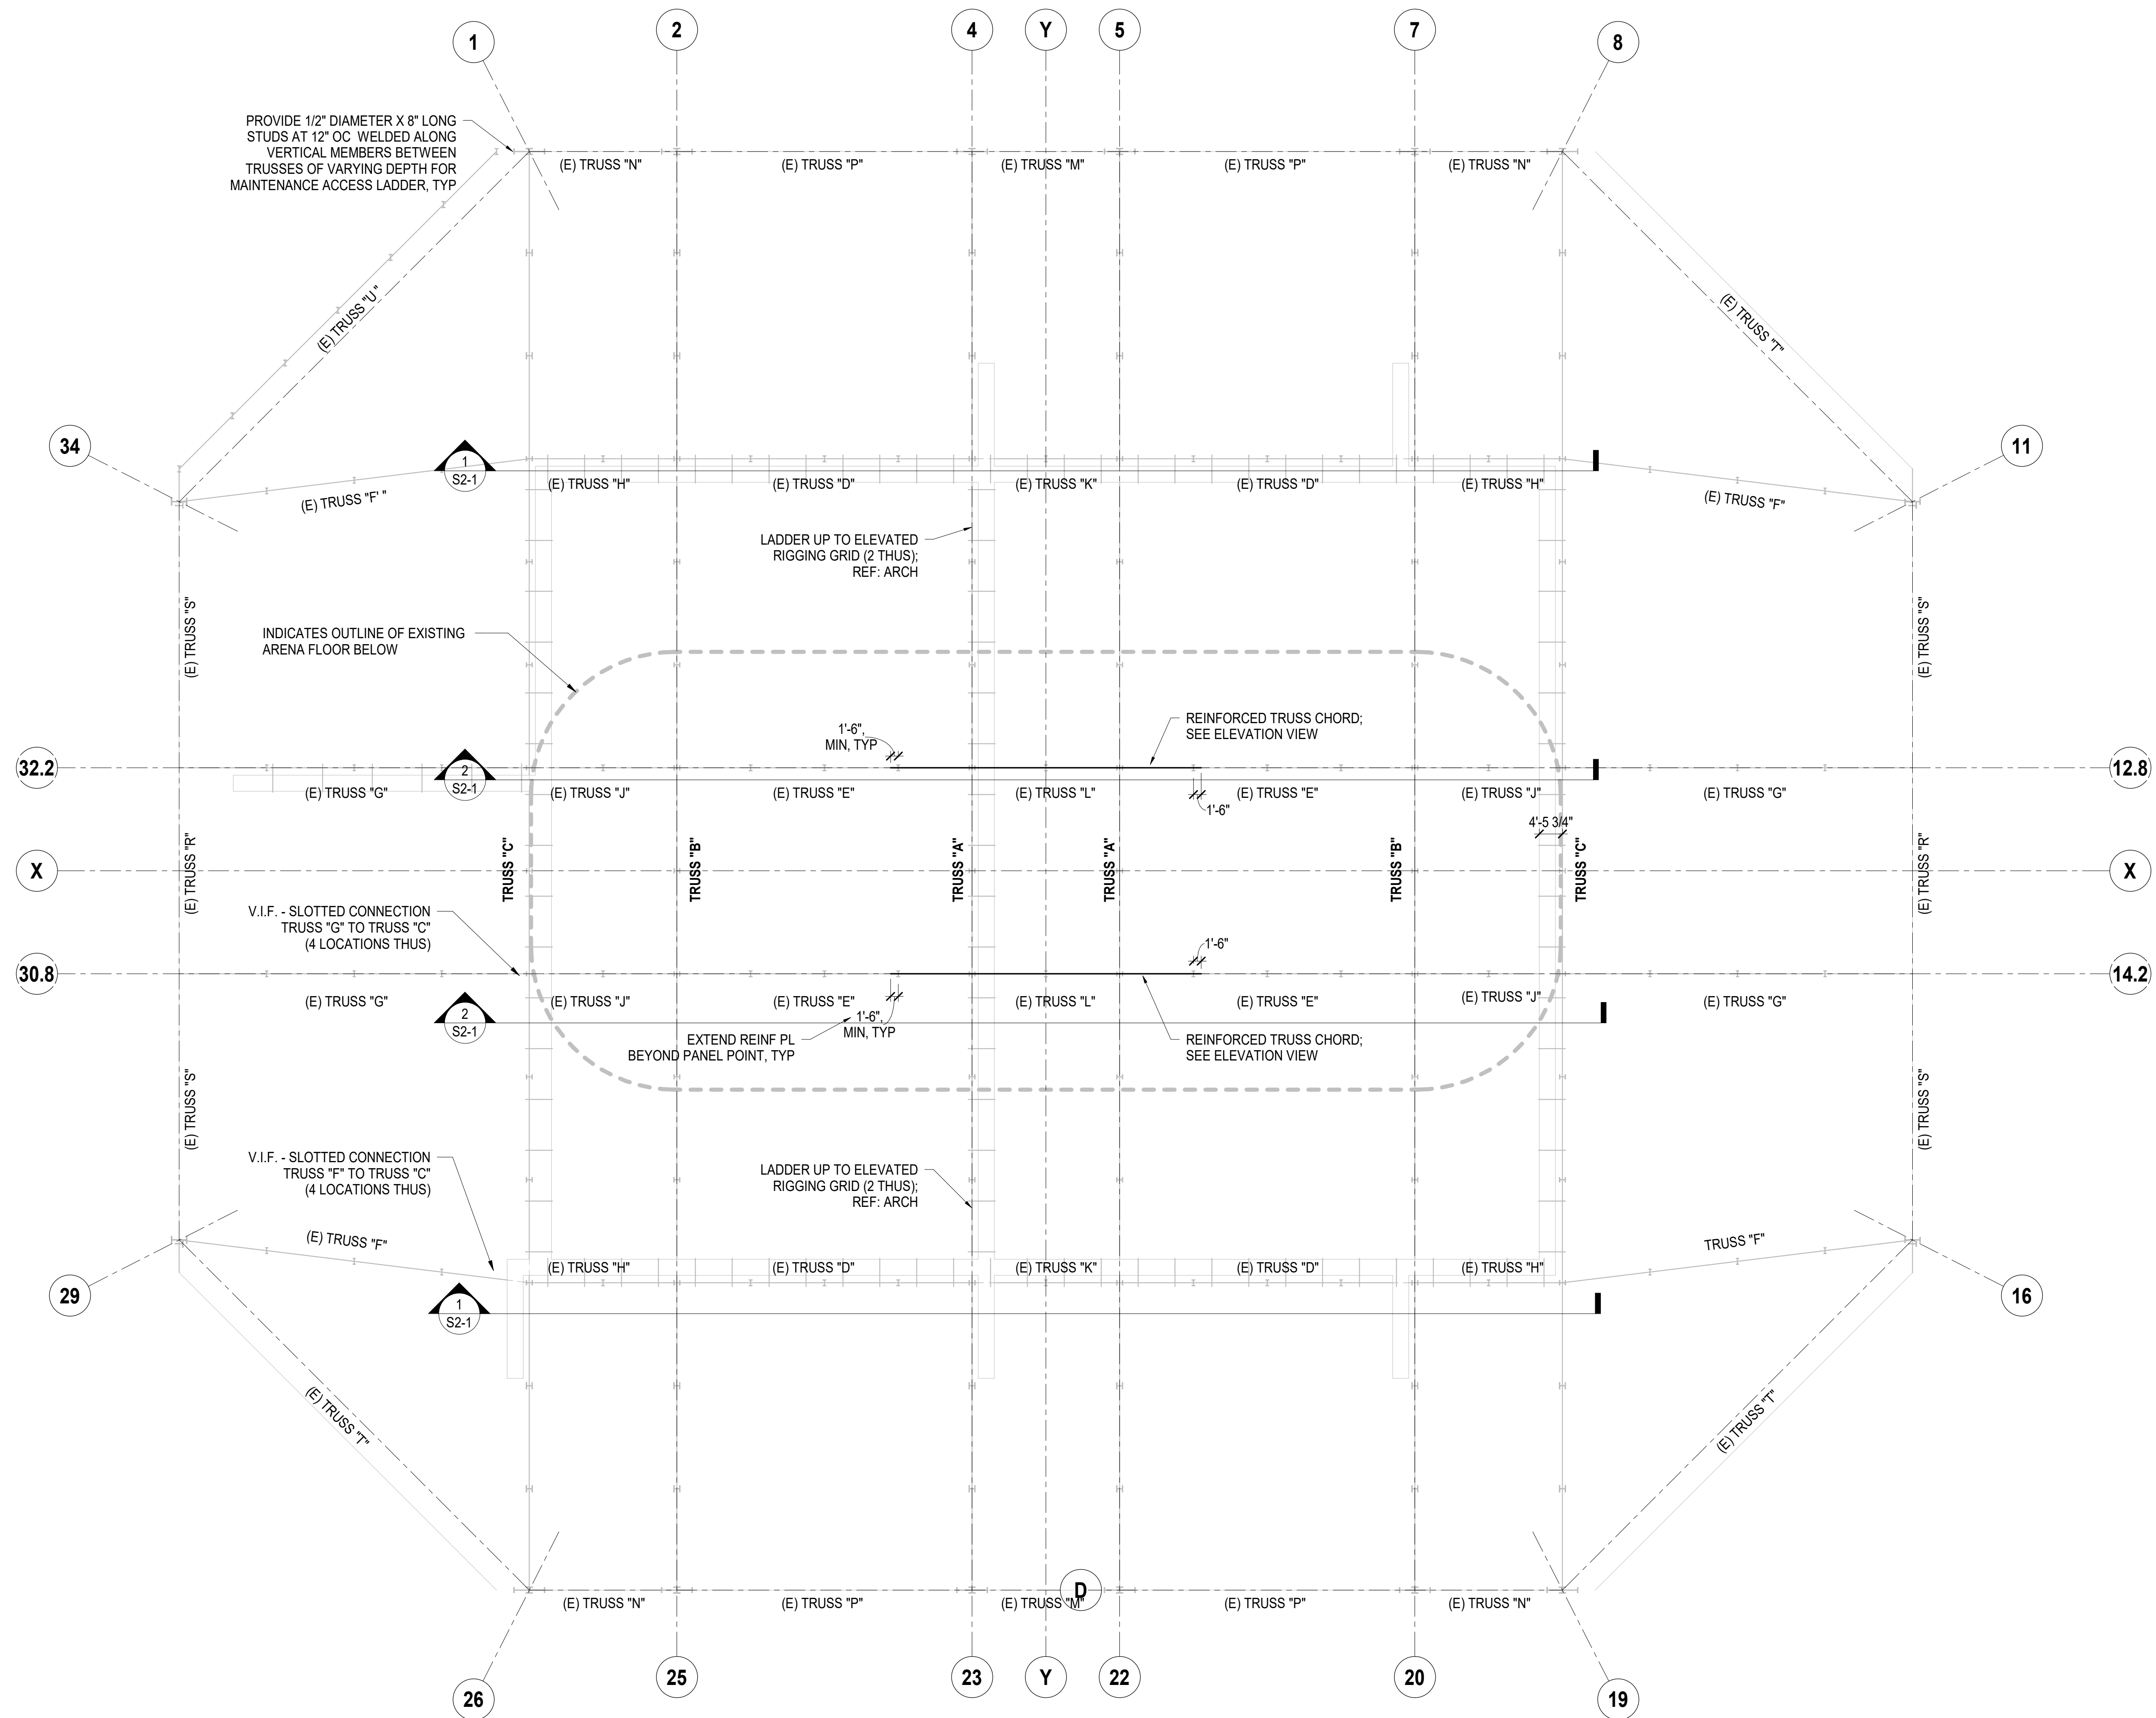 1
2
4
Y
5
7
8
PROVIDE 1/2" DIAMETER X 8" LONG
STUDS AT 12" OC WELDED ALONG
VERTICAL MEMBERS BETWEEN
TRUSSES OF VARYING DEPTH FOR
MAINTENANCE ACCESS LADDER, TYP
(E) TRUSS "N"
(E) TRUSS "P"
(E) TRUSS "M"
(E) TRUSS "P"
(E) TRUSS "N"
(E) TRUSS "U "
(E) TRUSS "T"
34
11
1
S2-1
(E) TRUSS "F' "
(E) TRUSS "H"
(E) TRUSS "D"
(E) TRUSS "K"
(E) TRUSS "D"
(E) TRUSS "H"
(E) TRUSS "F"
LADDER UP TO ELEVATED
RIGGING GRID (2 THUS);
REF: ARCH
(E) TRUSS "S"
(E) TRUSS "S"
INDICATES OUTLINE OF EXISTING
ARENA FLOOR BELOW
1'-6",
MIN, TYP
REINFORCED TRUSS CHORD;
SEE ELEVATION VIEW
32.2
12.8
2
S2-1
(E) TRUSS "G"
(E) TRUSS "J"
(E) TRUSS "E"
(E) TRUSS "L"
(E) TRUSS "E"
(E) TRUSS "J"
(E) TRUSS "G"
1'-6"
4'-5 3/4"
X
(E) TRUSS "R"
TRUSS "C"
TRUSS "B"
TRUSS "A"
TRUSS "A"
TRUSS "B"
TRUSS "C"
(E) TRUSS "R"
X
V.I.F. - SLOTTED CONNECTION
TRUSS "G" TO TRUSS "C"
(4 LOCATIONS THUS)
1'-6"
30.8
14.2
(E) TRUSS "G"
(E) TRUSS "J"
(E) TRUSS "E"
(E) TRUSS "L"
(E) TRUSS "E"
(E) TRUSS "J"
(E) TRUSS "G"
2
S2-1
1'-6",
MIN, TYP
EXTEND REINF PL
BEYOND PANEL POINT, TYP
REINFORCED TRUSS CHORD;
SEE ELEVATION VIEW
(E) TRUSS "S"
(E) TRUSS "S"
V.I.F. - SLOTTED CONNECTION
TRUSS "F" TO TRUSS "C"
(4 LOCATIONS THUS)
LADDER UP TO ELEVATED
RIGGING GRID (2 THUS);
REF: ARCH
(E) TRUSS "F"
TRUSS "F"
(E) TRUSS "H"
(E) TRUSS "D"
(E) TRUSS "K"
(E) TRUSS "D"
(E) TRUSS "H"
29
16
1
S2-1
(E) TRUSS "T"
(E) TRUSS "T"
D
(E) TRUSS "N"
(E) TRUSS "P"
(E) TRUSS "M"
(E) TRUSS "P"
(E) TRUSS "N"
26
25
23
Y
22
20
19